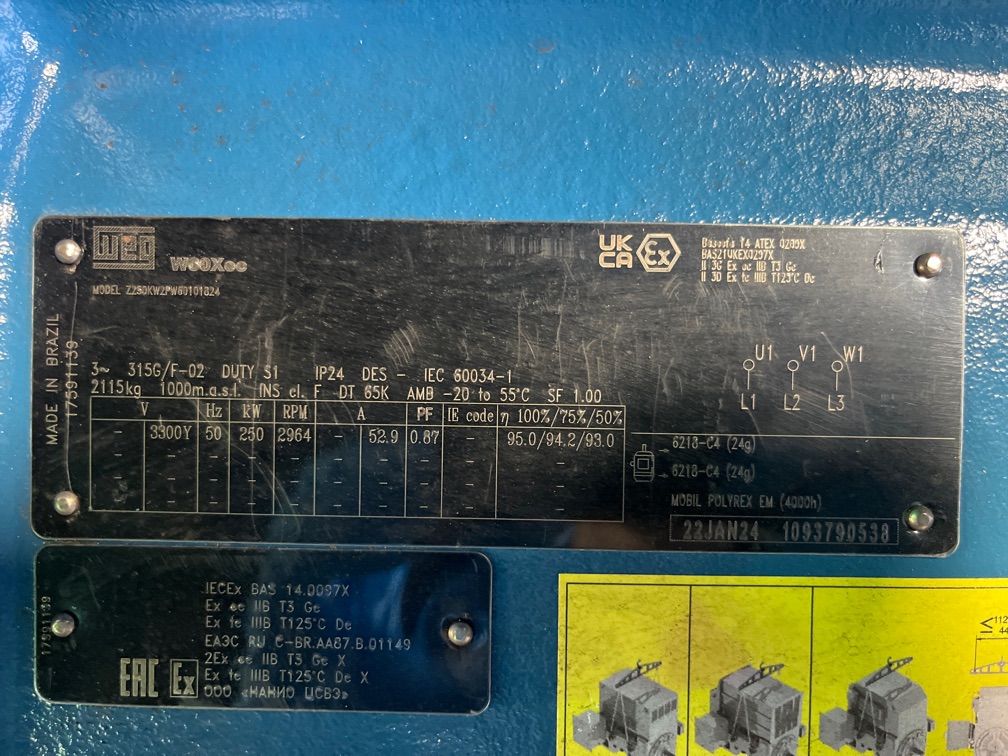 WEG
W60Xec
UK
CA
Ex
Baseefa 14 ATEX 0209X
BAS21UKEX0297X
II 3G Ex ec IIB T3 Gc
II 3D Ex tc IIIB T125°C Dc
MODEL Z250KW2PW60101824
MADE IN BRAZIL
17591139
3~ 315G/F-02 DUTY S1 IP24 DES - IEC 60034-1
2115kg 1000m.a.s.l. INS cl. F DT 65K AMB -20 to 55°C SF 1.00
V Hz kW RPM A PF IE code η 100%/75%/50%
- 3300Y 50 250 2964 - 52.9 0.87 - 95.0/94.2/93.0
- - - - - - - - - -
- - - - - - - - - -
- - - - - - - - - -
U1 V1 W1
L1 L2 L3
6218-C4 (24g)
6218-C4 (24g)
MOBIL POLYREX EM (4000h)
22JAN24 1093790538
17591139
IECEx BAS 14.0097X
Ex ec IIB T3 Gc
Ex tc IIIB T125°C Dc
ЕАЭС RU C-BR.AA87.B.01149
2Ex ec IIB T3 Gc X
Ex tc IIIB T125°C Dc X
ООО «НАНИО ЦСВЭ»
EAC Ex